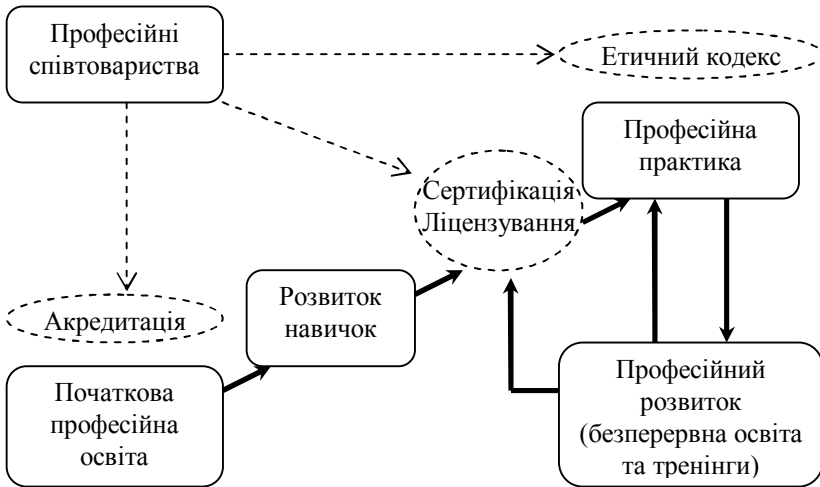 Професійні
співтовариства
Етичний кодекс
Професійна
практика
Сертифікація
Ліцензування
Розвиток
навичок
Акредитація
Початкова
професійна
освіта
Професійний
розвиток
(безперервна освіта
та тренінги)